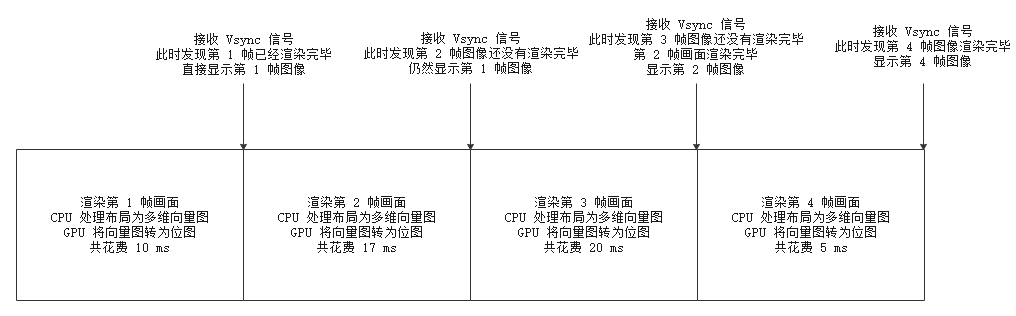 接收 Vsync 信号
此时发现第 1 帧已经渲染完毕
直接显示第 1 帧图像
接收 Vsync 信号
此时发现第 2 帧图像还没有渲染完毕
仍然显示第 1 帧图像
接收 Vsync 信号
此时发现第 3 帧图像还没有渲染完毕
第 2 帧画面渲染完毕
显示第 2 帧图像
接收 Vsync 信号
此时发现第 4 帧图像渲染完毕
显示第 4 帧图像
渲染第 1 帧画面
CPU 处理布局为多维向量图
GPU 将向量图转为位图
共花费 10 ms
渲染第 2 帧画面
CPU 处理布局为多维向量图
GPU 将向量图转为位图
共花费 17 ms
渲染第 3 帧画面
CPU 处理布局为多维向量图
GPU 将向量图转为位图
共花费 20 ms
渲染第 4 帧画面
CPU 处理布局为多维向量图
GPU 将向量图转为位图
共花费 5 ms